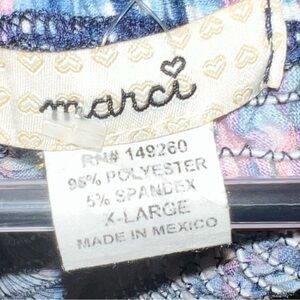 marci
RN# 149260
95% POLYESTER
5% SPANDEX
X-LARGE
MADE IN MEXICO